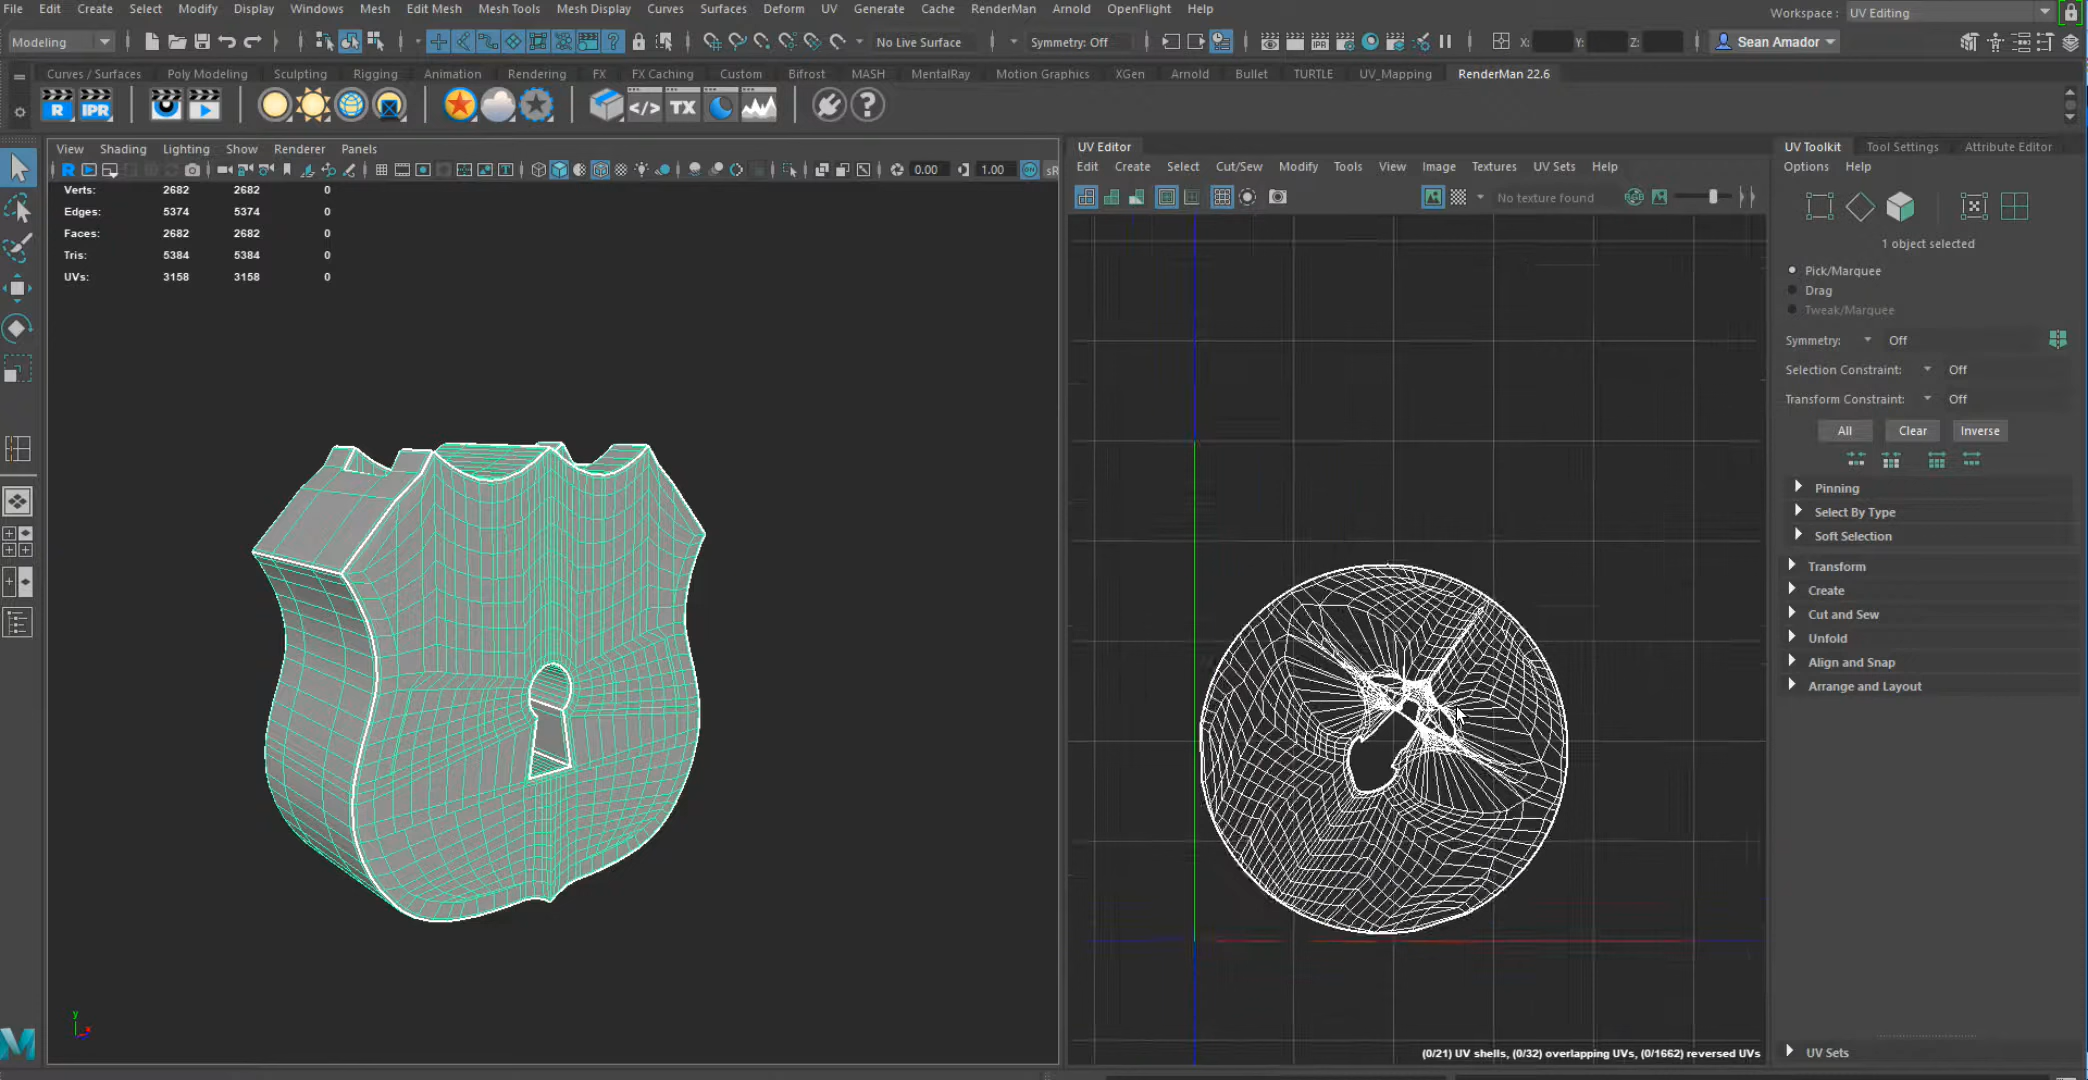 File Edit Create Select Modify Display Windows Mesh Edit Mesh Mesh Tools Mesh Display Curves Surfaces Deform UV Generate Cache RenderMan Arnold OpenFlight Help
Workspace : UV Editing
Modeling No Live Surface Symmetry: Off IPR X: Y: Z: Sean Amador
Curves / Surfaces Poly Modeling Sculpting Rigging Animation Rendering FX FX Caching Custom Bifrost MASH MentalRay Motion Graphics XGen Arnold Bullet TURTLE UV_Mapping RenderMan 22.6
R IPR </> TX ?
View Shading Lighting Show Renderer Panels
R 0.00 1.00 sR
Verts: 2682 2682 0
Edges: 5374 5374 0
Faces: 2682 2682 0
Tris: 5384 5384 0
UVs: 3158 3158 0
y
x
UV Editor
Edit Create Select Cut/Sew Modify Tools View Image Textures UV Sets Help
No texture found
(0/21) UV shells, (0/32) overlapping UVs, (0/1662) reversed UVs
UV Toolkit Tool Settings Attribute Editor
Options Help
1 object selected
Pick/Marquee
Drag
Tweak/Marquee
Symmetry: Off
Selection Constraint: Off
Transform Constraint: Off
All Clear Inverse
Pinning
Select By Type
Soft Selection
Transform
Create
Cut and Sew
Unfold
Align and Snap
Arrange and Layout
UV Sets